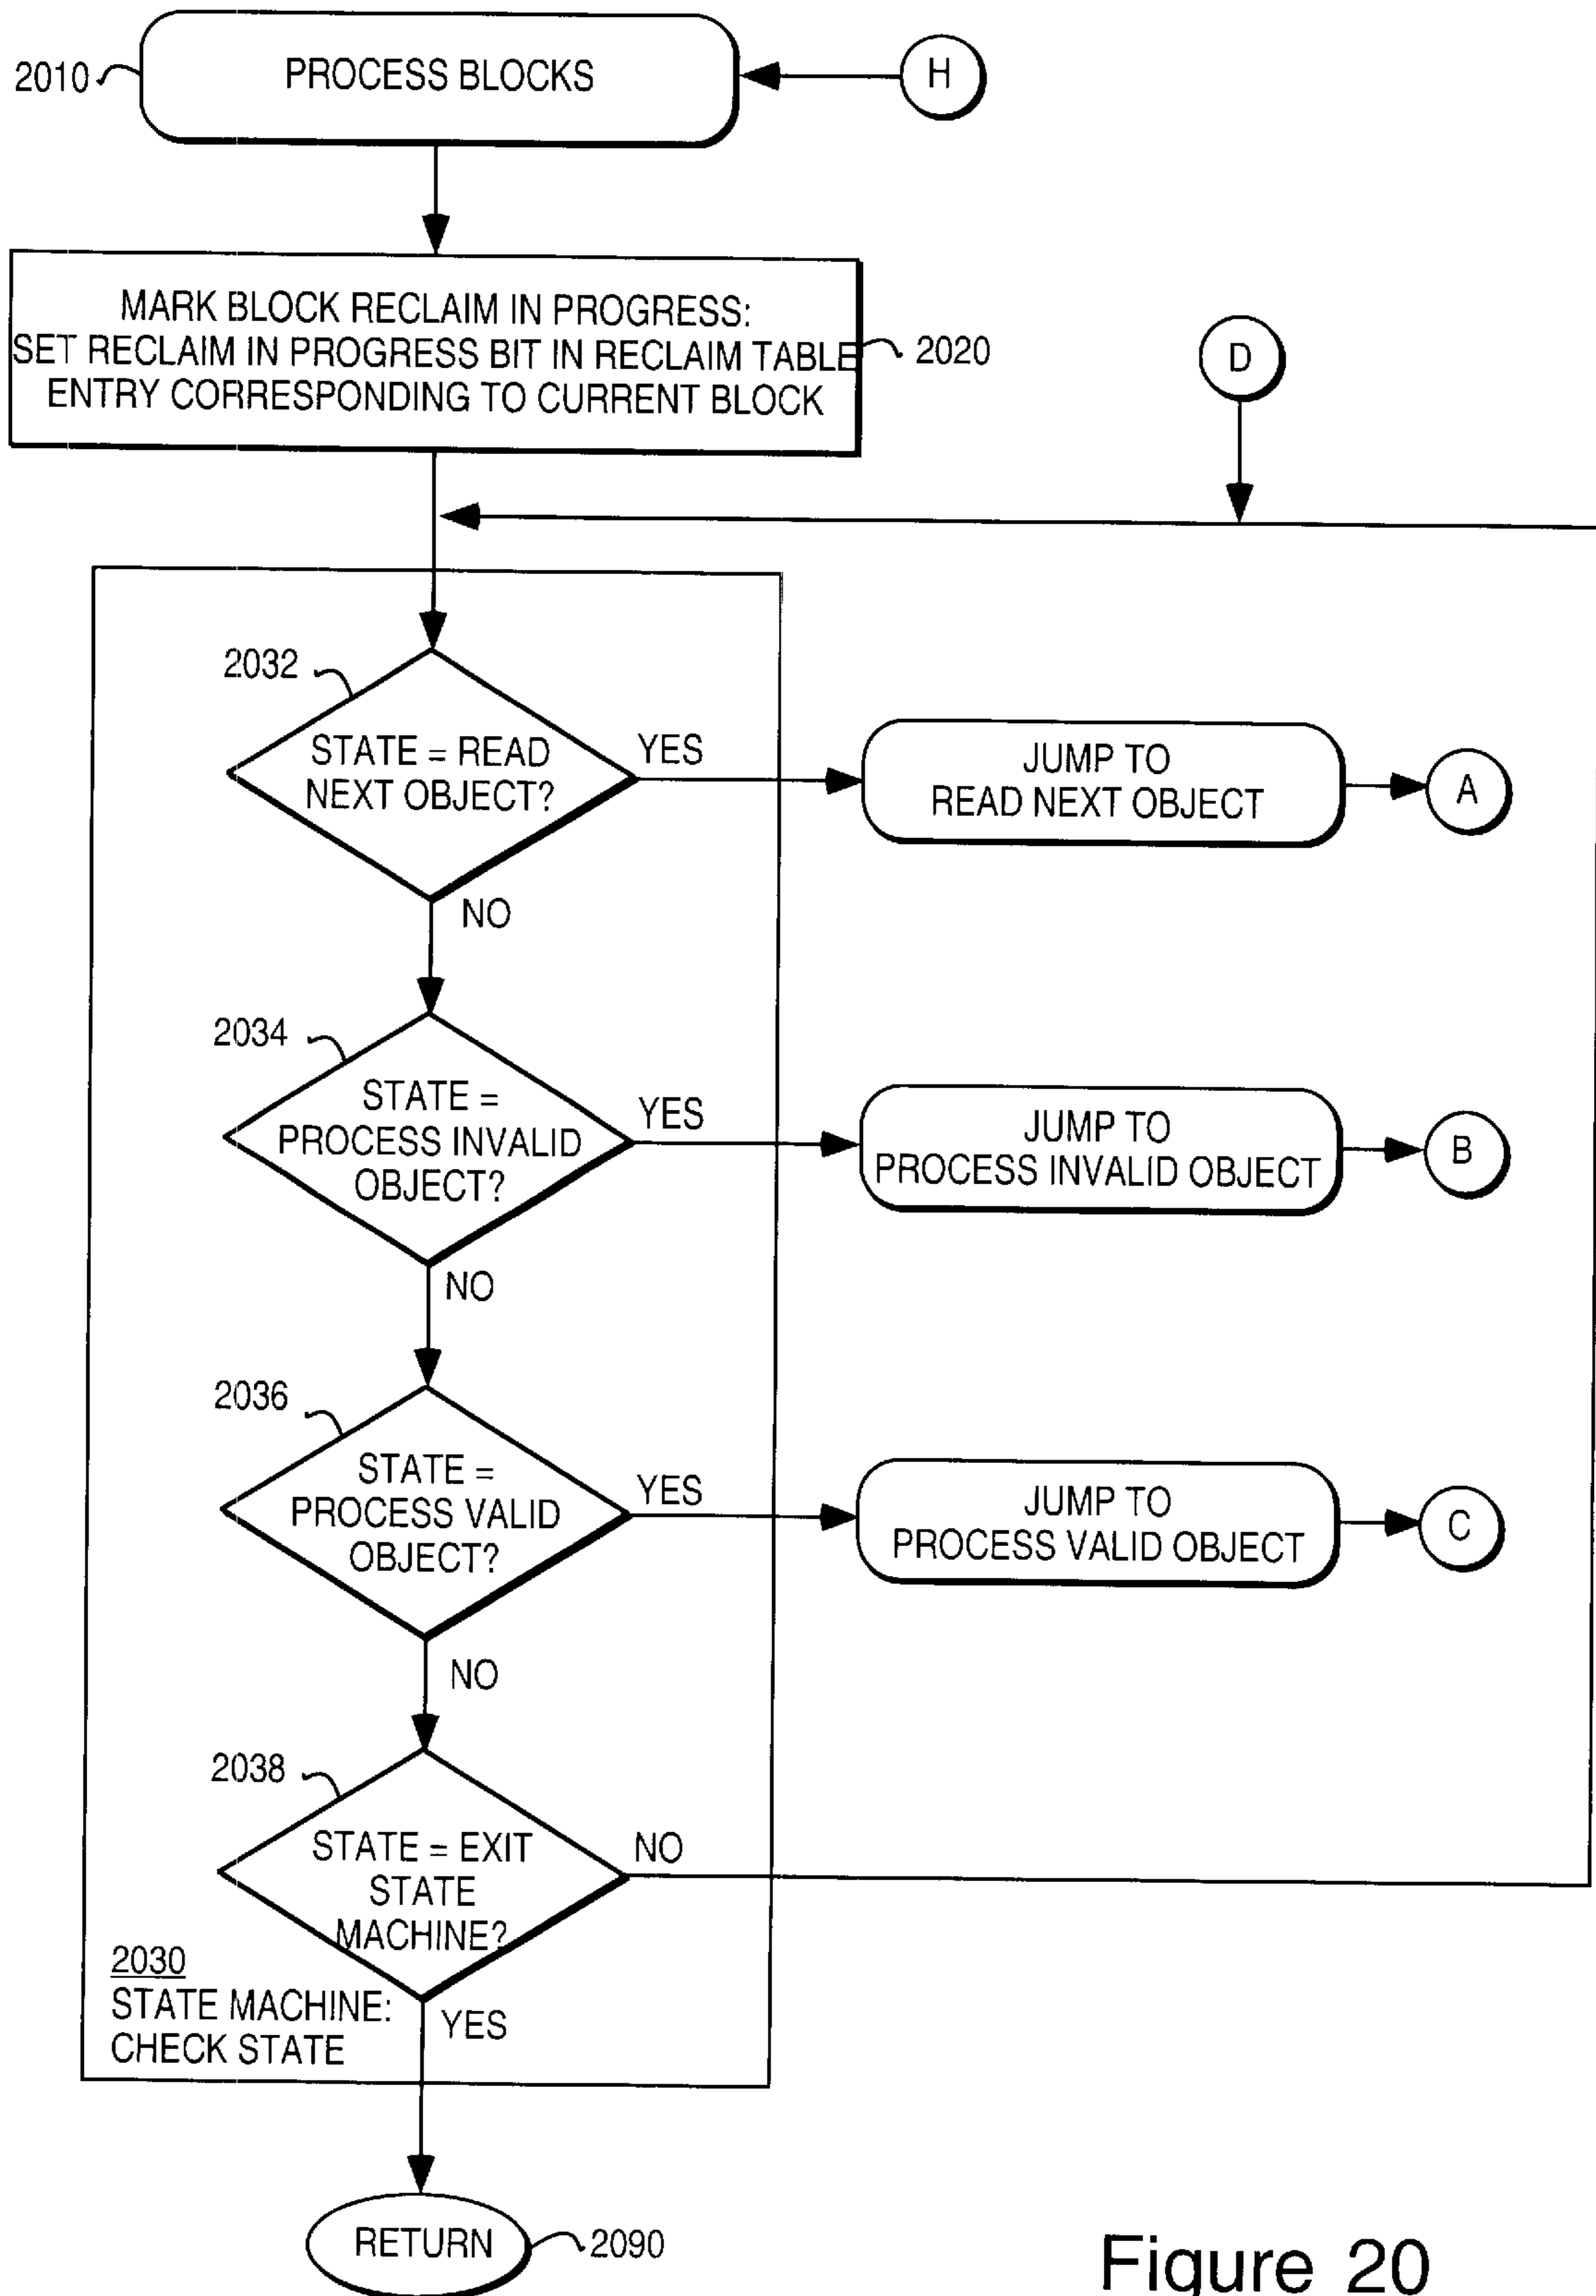 2010
PROCESS BLOCKS
H
MARK BLOCK RECLAIM IN PROGRESS:
SET RECLAIM IN PROGRESS BIT IN RECLAIM TABLE
ENTRY CORRESPONDING TO CURRENT BLOCK
2020
D
2032
STATE = READ
NEXT OBJECT?
YES
JUMP TO
READ NEXT OBJECT
A
NO
2034
STATE =
PROCESS INVALID
OBJECT?
YES
JUMP TO
PROCESS INVALID OBJECT
B
NO
2036
STATE =
PROCESS VALID
OBJECT?
YES
JUMP TO
PROCESS VALID OBJECT
C
NO
2038
STATE = EXIT
STATE
MACHINE?
NO
2030
STATE MACHINE:
CHECK STATE
YES
RETURN
2090
Figure 20